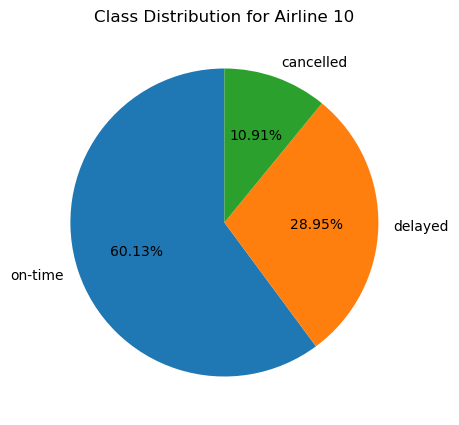 Class Distribution for Airline 10
cancelled
10.91%
28.95%
delayed
60.13%
on-time